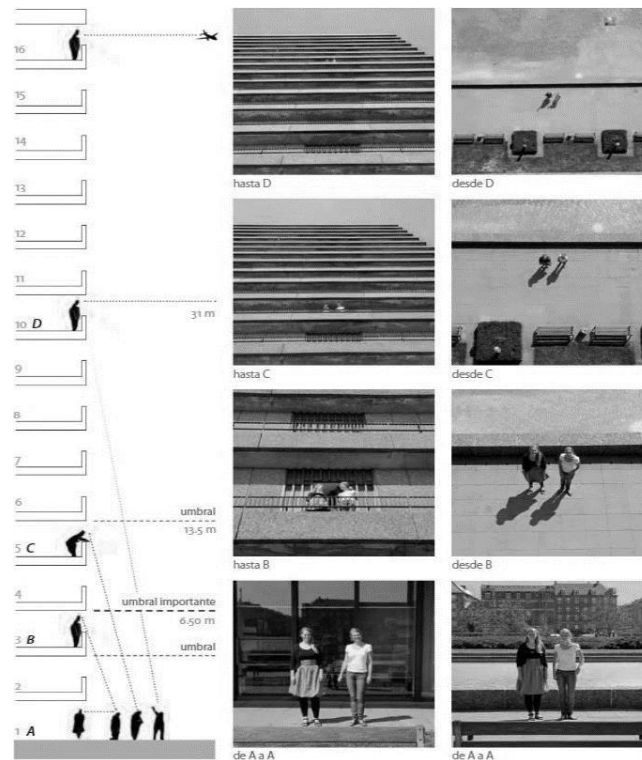 16
15
14
13
12
11
31 m
10 D
9
8
7
6
umbral
13.5 m
5 C
4
umbral importante
6.50 m
3 B
umbral
2
1 A
hasta D
desde D
hasta C
desde C
hasta B
desde B
de A a A
de A a A